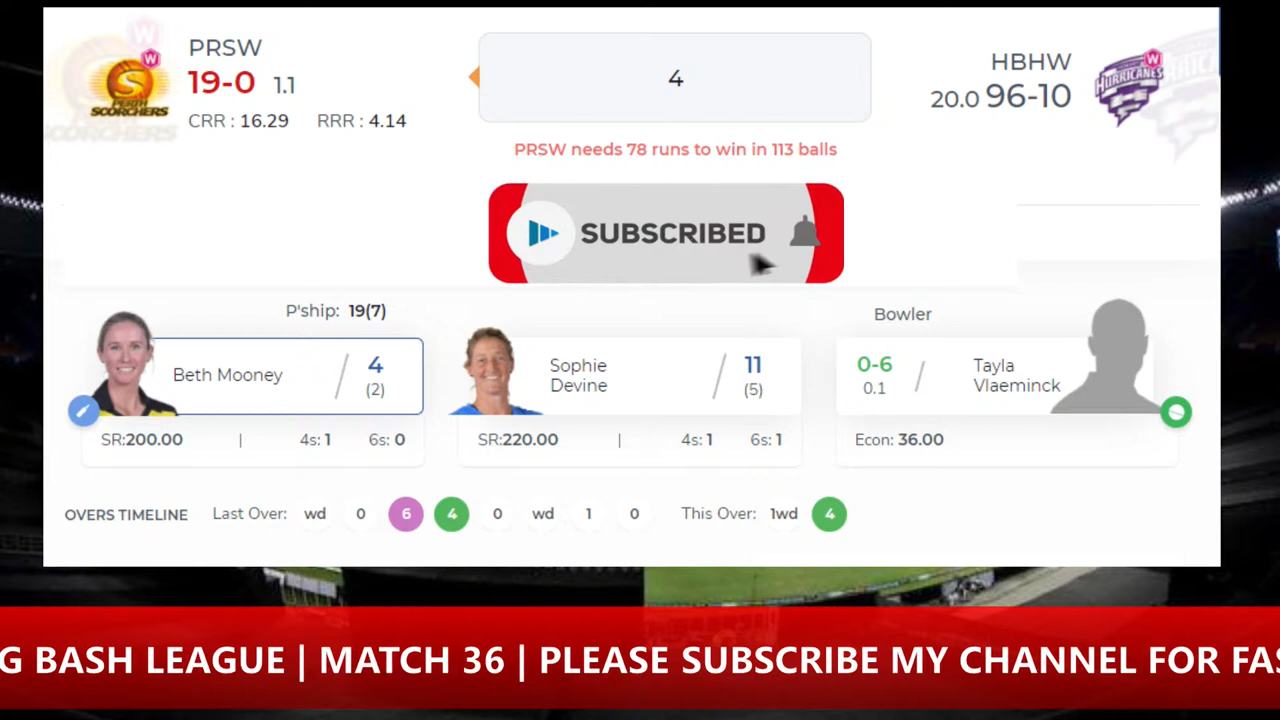 PRSW
19-0 1.1
CRR : 16.29 RRR : 4.14
W
PERTH
SCORCHERS
4
PRSW needs 78 runs to win in 113 balls
HBHW
20.0 96-10
W
HURRICANES
SUBSCRIBED
P'ship: 19(7)
Bowler
Beth Mooney / 4 (2)
SR:200.00 | 4s: 1 6s: 0
Sophie Devine / 11 (5)
SR:220.00 | 4s: 1 6s: 1
0-6 0.1 / Tayla Vlaeminck
Econ: 36.00
OVERS TIMELINE Last Over: wd 0 6 4 0 wd 1 0 This Over: 1wd 4
G BASH LEAGUE | MATCH 36 | PLEASE SUBSCRIBE MY CHANNEL FOR FAS